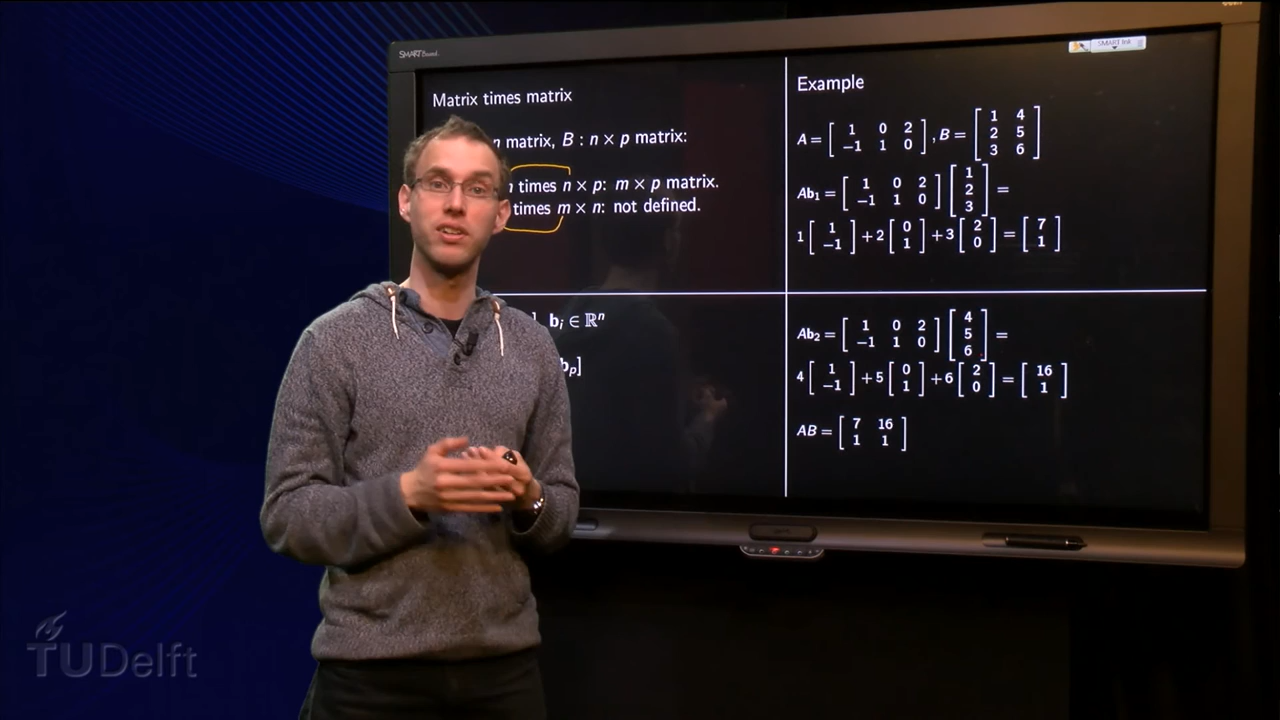 SMART Board
SMART Ink
Matrix times matrix
n matrix, B : n × p matrix:
n times n × p: m × p matrix.
times m × n: not defined.
], b_i ∈ ℝ^n
b_p]
Example
A = [ 1 0 2 ; -1 1 0 ], B = [ 1 4 ; 2 5 ; 3 6 ]
Ab_1 = [ 1 0 2 ; -1 1 0 ] [ 1 ; 2 ; 3 ] =
1 [ 1 ; -1 ] + 2 [ 0 ; 1 ] + 3 [ 2 ; 0 ] = [ 7 ; 1 ]
Ab_2 = [ 1 0 2 ; -1 1 0 ] [ 4 ; 5 ; 6 ] =
4 [ 1 ; -1 ] + 5 [ 0 ; 1 ] + 6 [ 2 ; 0 ] = [ 16 ; 1 ]
AB = [ 7 16 ; 1 1 ]
TUDelft